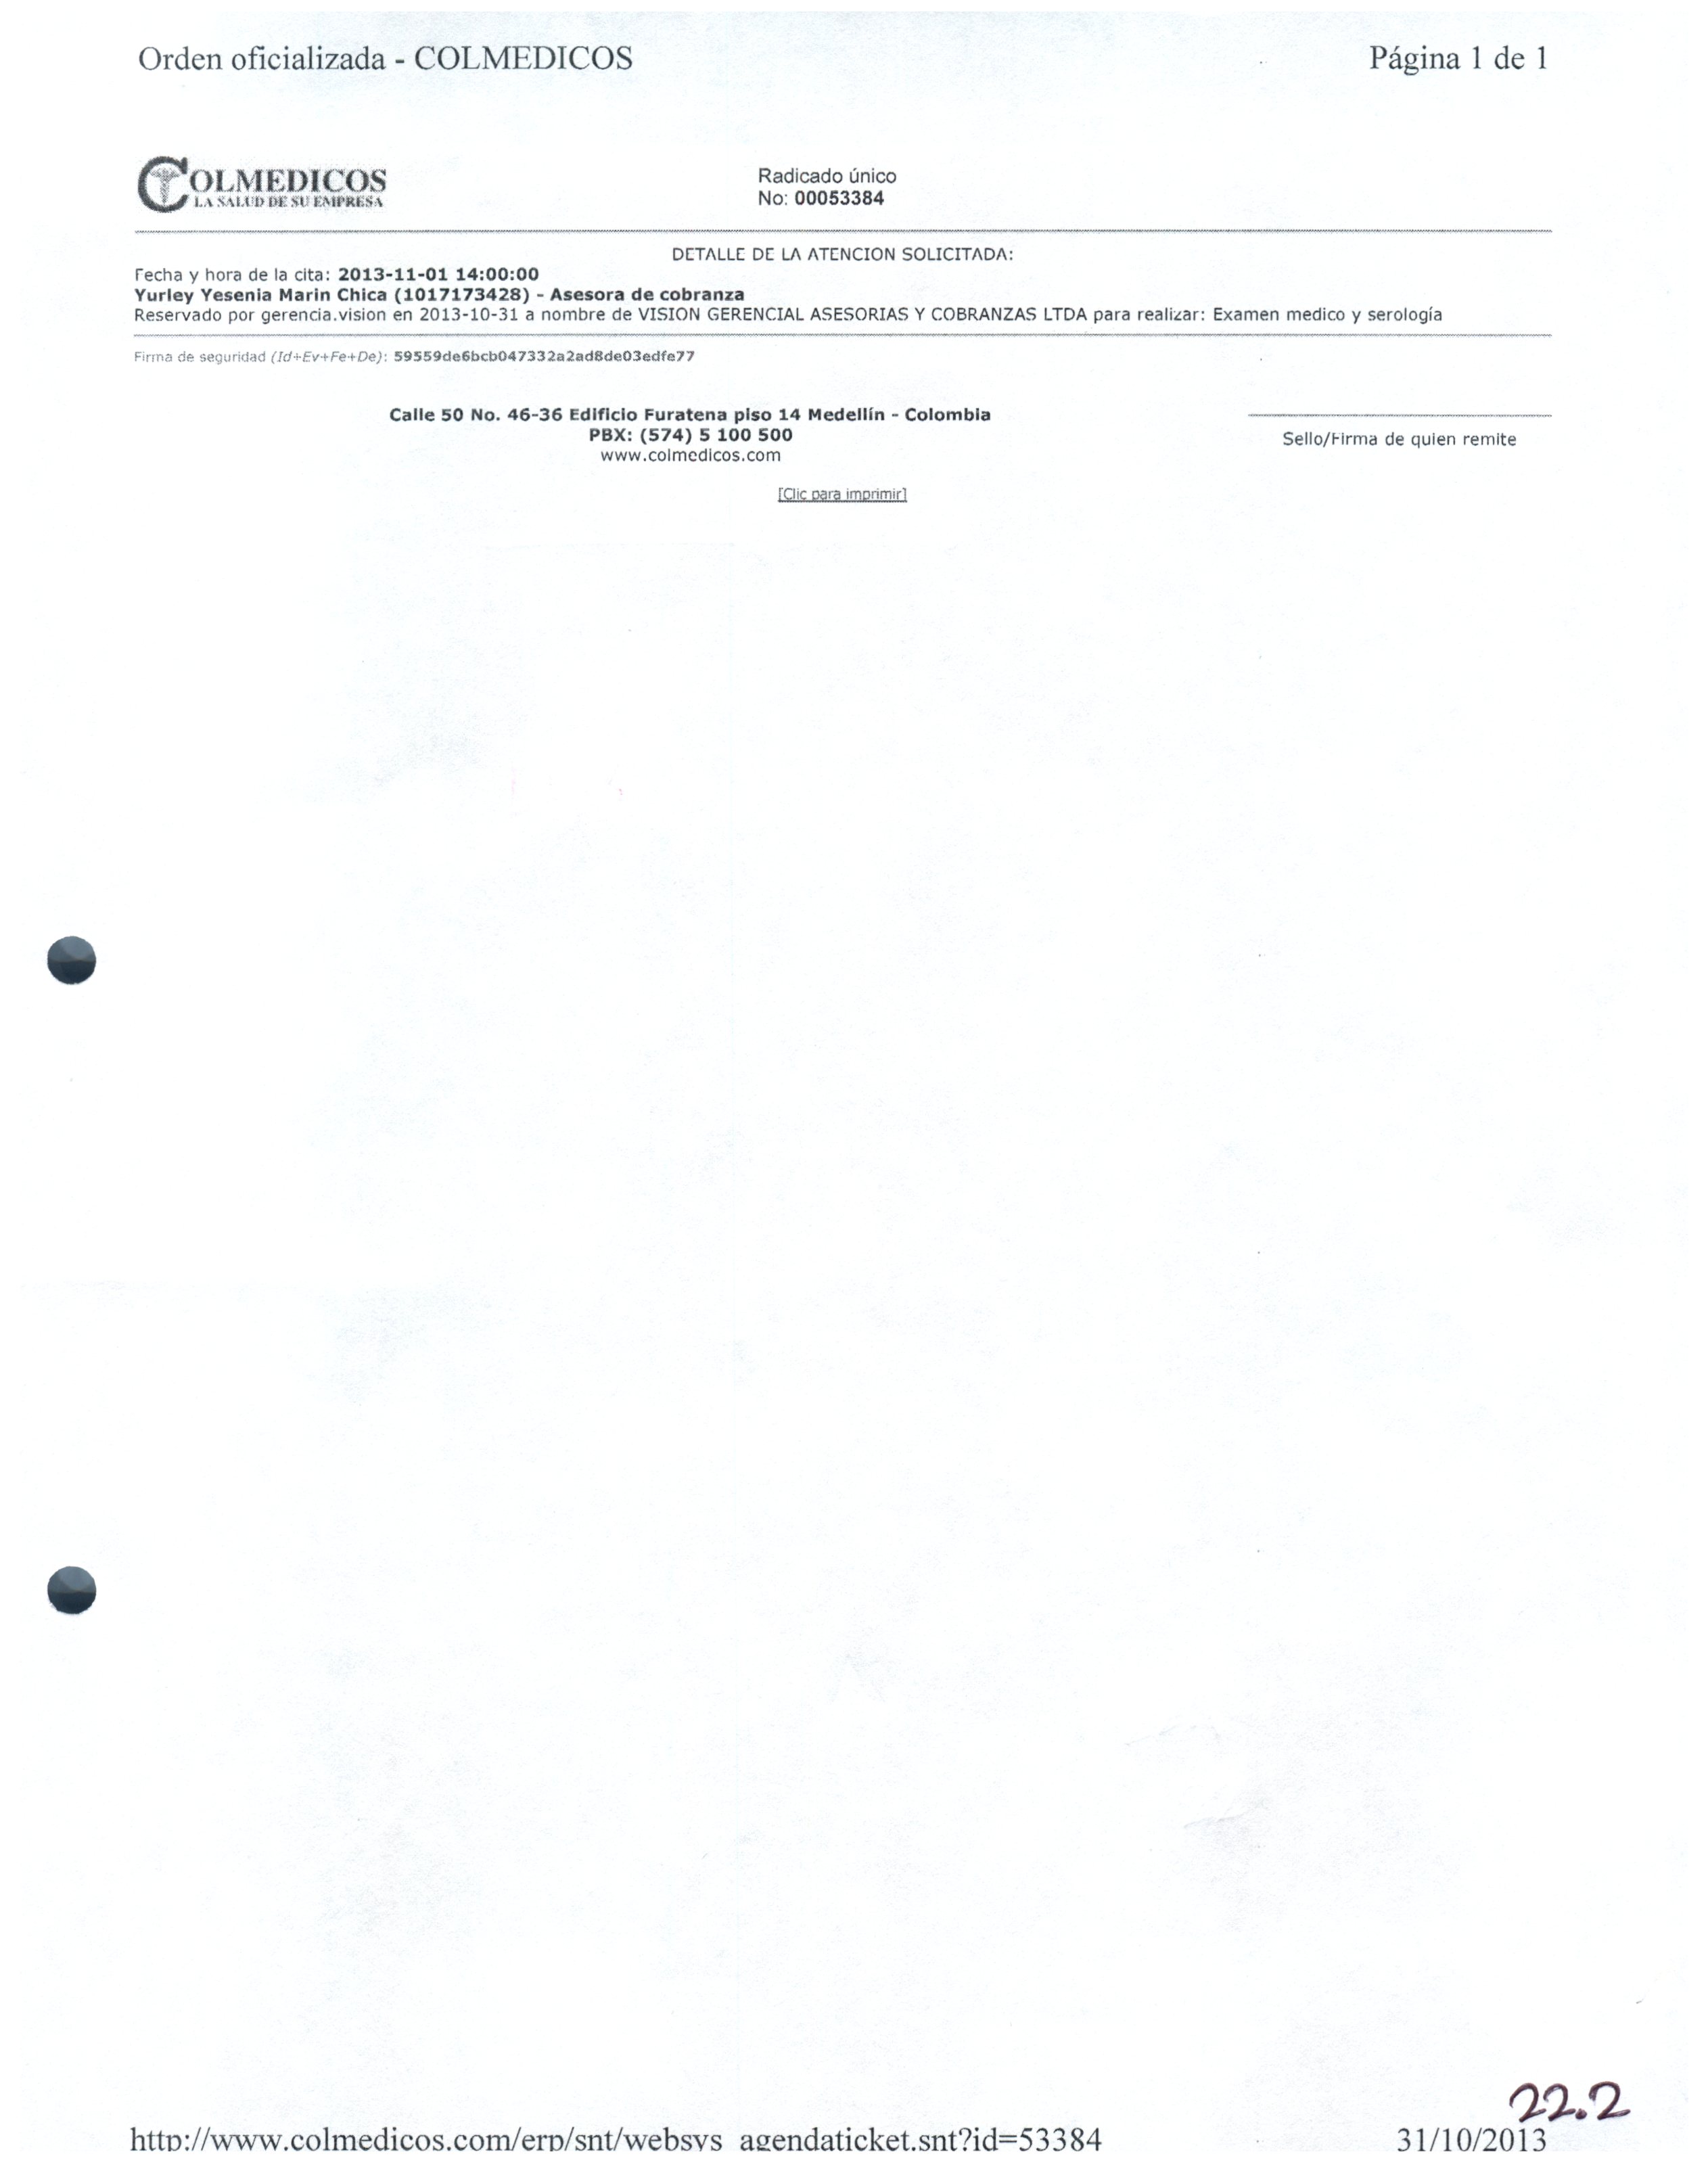 Orden oficializada - COLMEDICOS
Página 1 de 1
COLMEDICOS
LA SALUD DE SU EMPRESA
Radicado único
No: 00053384
DETALLE DE LA ATENCION SOLICITADA:
Fecha y hora de la cita: 2013-11-01 14:00:00
Yurley Yesenia Marin Chica (1017173428) - Asesora de cobranza
Reservado por gerencia.vision en 2013-10-31 a nombre de VISION GERENCIAL ASESORIAS Y COBRANZAS LTDA para realizar: Examen medico y serología
Firma de seguridad (Id+Ev+Fe+De): 59559de6bcb047332a2ad8de03edfe77
Calle 50 No. 46-36 Edificio Furatena piso 14 Medellín - Colombia
PBX: (574) 5 100 500
www.colmedicos.com
Sello/Firma de quien remite
[Clic para imprimir]
22.2
http://www.colmedicos.com/erp/snt/websys_agendaticket.snt?id=53384
31/10/2013